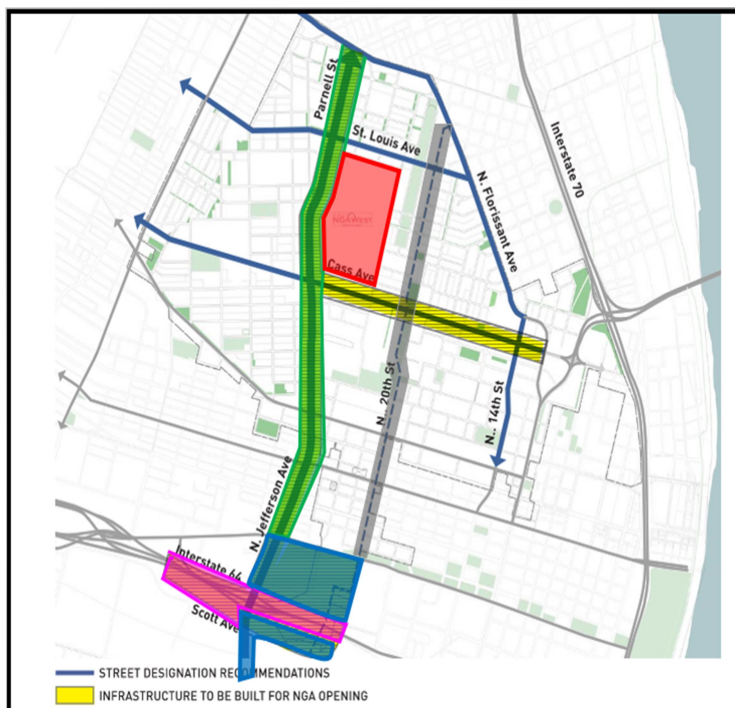 Parnell St
St. Louis Ave
Interstate 70
N. Florissant Ave
NGAWEST
Cass Ave
N.. 20th St
N.. 14th St
N. Jefferson Ave
Interstate 64
Scott Ave
STREET DESIGNATION RECOMMENDATIONS
INFRASTRUCTURE TO BE BUILT FOR NGA OPENING